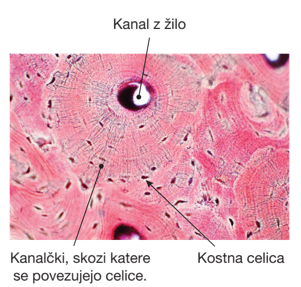 Kanal z žilo
Kanalčki, skozi katere
se povezujejo celice.
Kostna celica